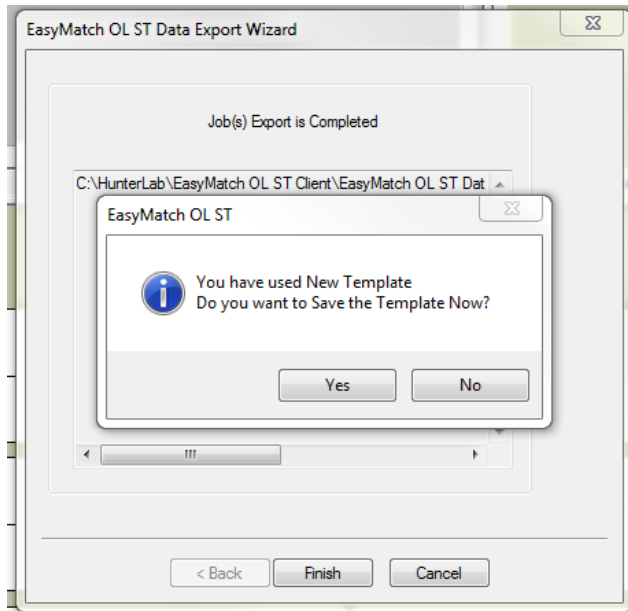 EasyMatch OL ST Data Export Wizard
Job(s) Export is Completed
C:\HunterLab\EasyMatch OL ST Client\EasyMatch OL ST Dat
EasyMatch OL ST
You have used New Template
Do you want to Save the Template Now?
Yes No
< Back Finish Cancel